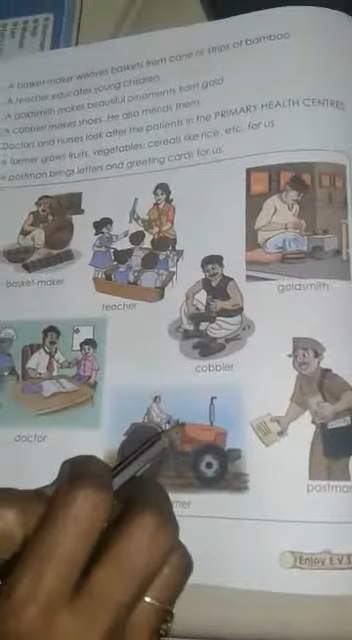 A basket-maker weaves baskets from cane or strips of bamboo
A teacher educates young children
A goldsmith makes beautiful ornaments from gold
A cobbler makes shoes. He also mends them.
Doctors and nurses look after the patients in the PRIMARY HEALTH CENTRES
farmer grows fruits, vegetables, cereals like rice, etc. for us
postman brings letters and greeting cards for us
basket-maker
teacher
goldsmith
cobbler
doctor
mer
postma
Enjoy E.V.S